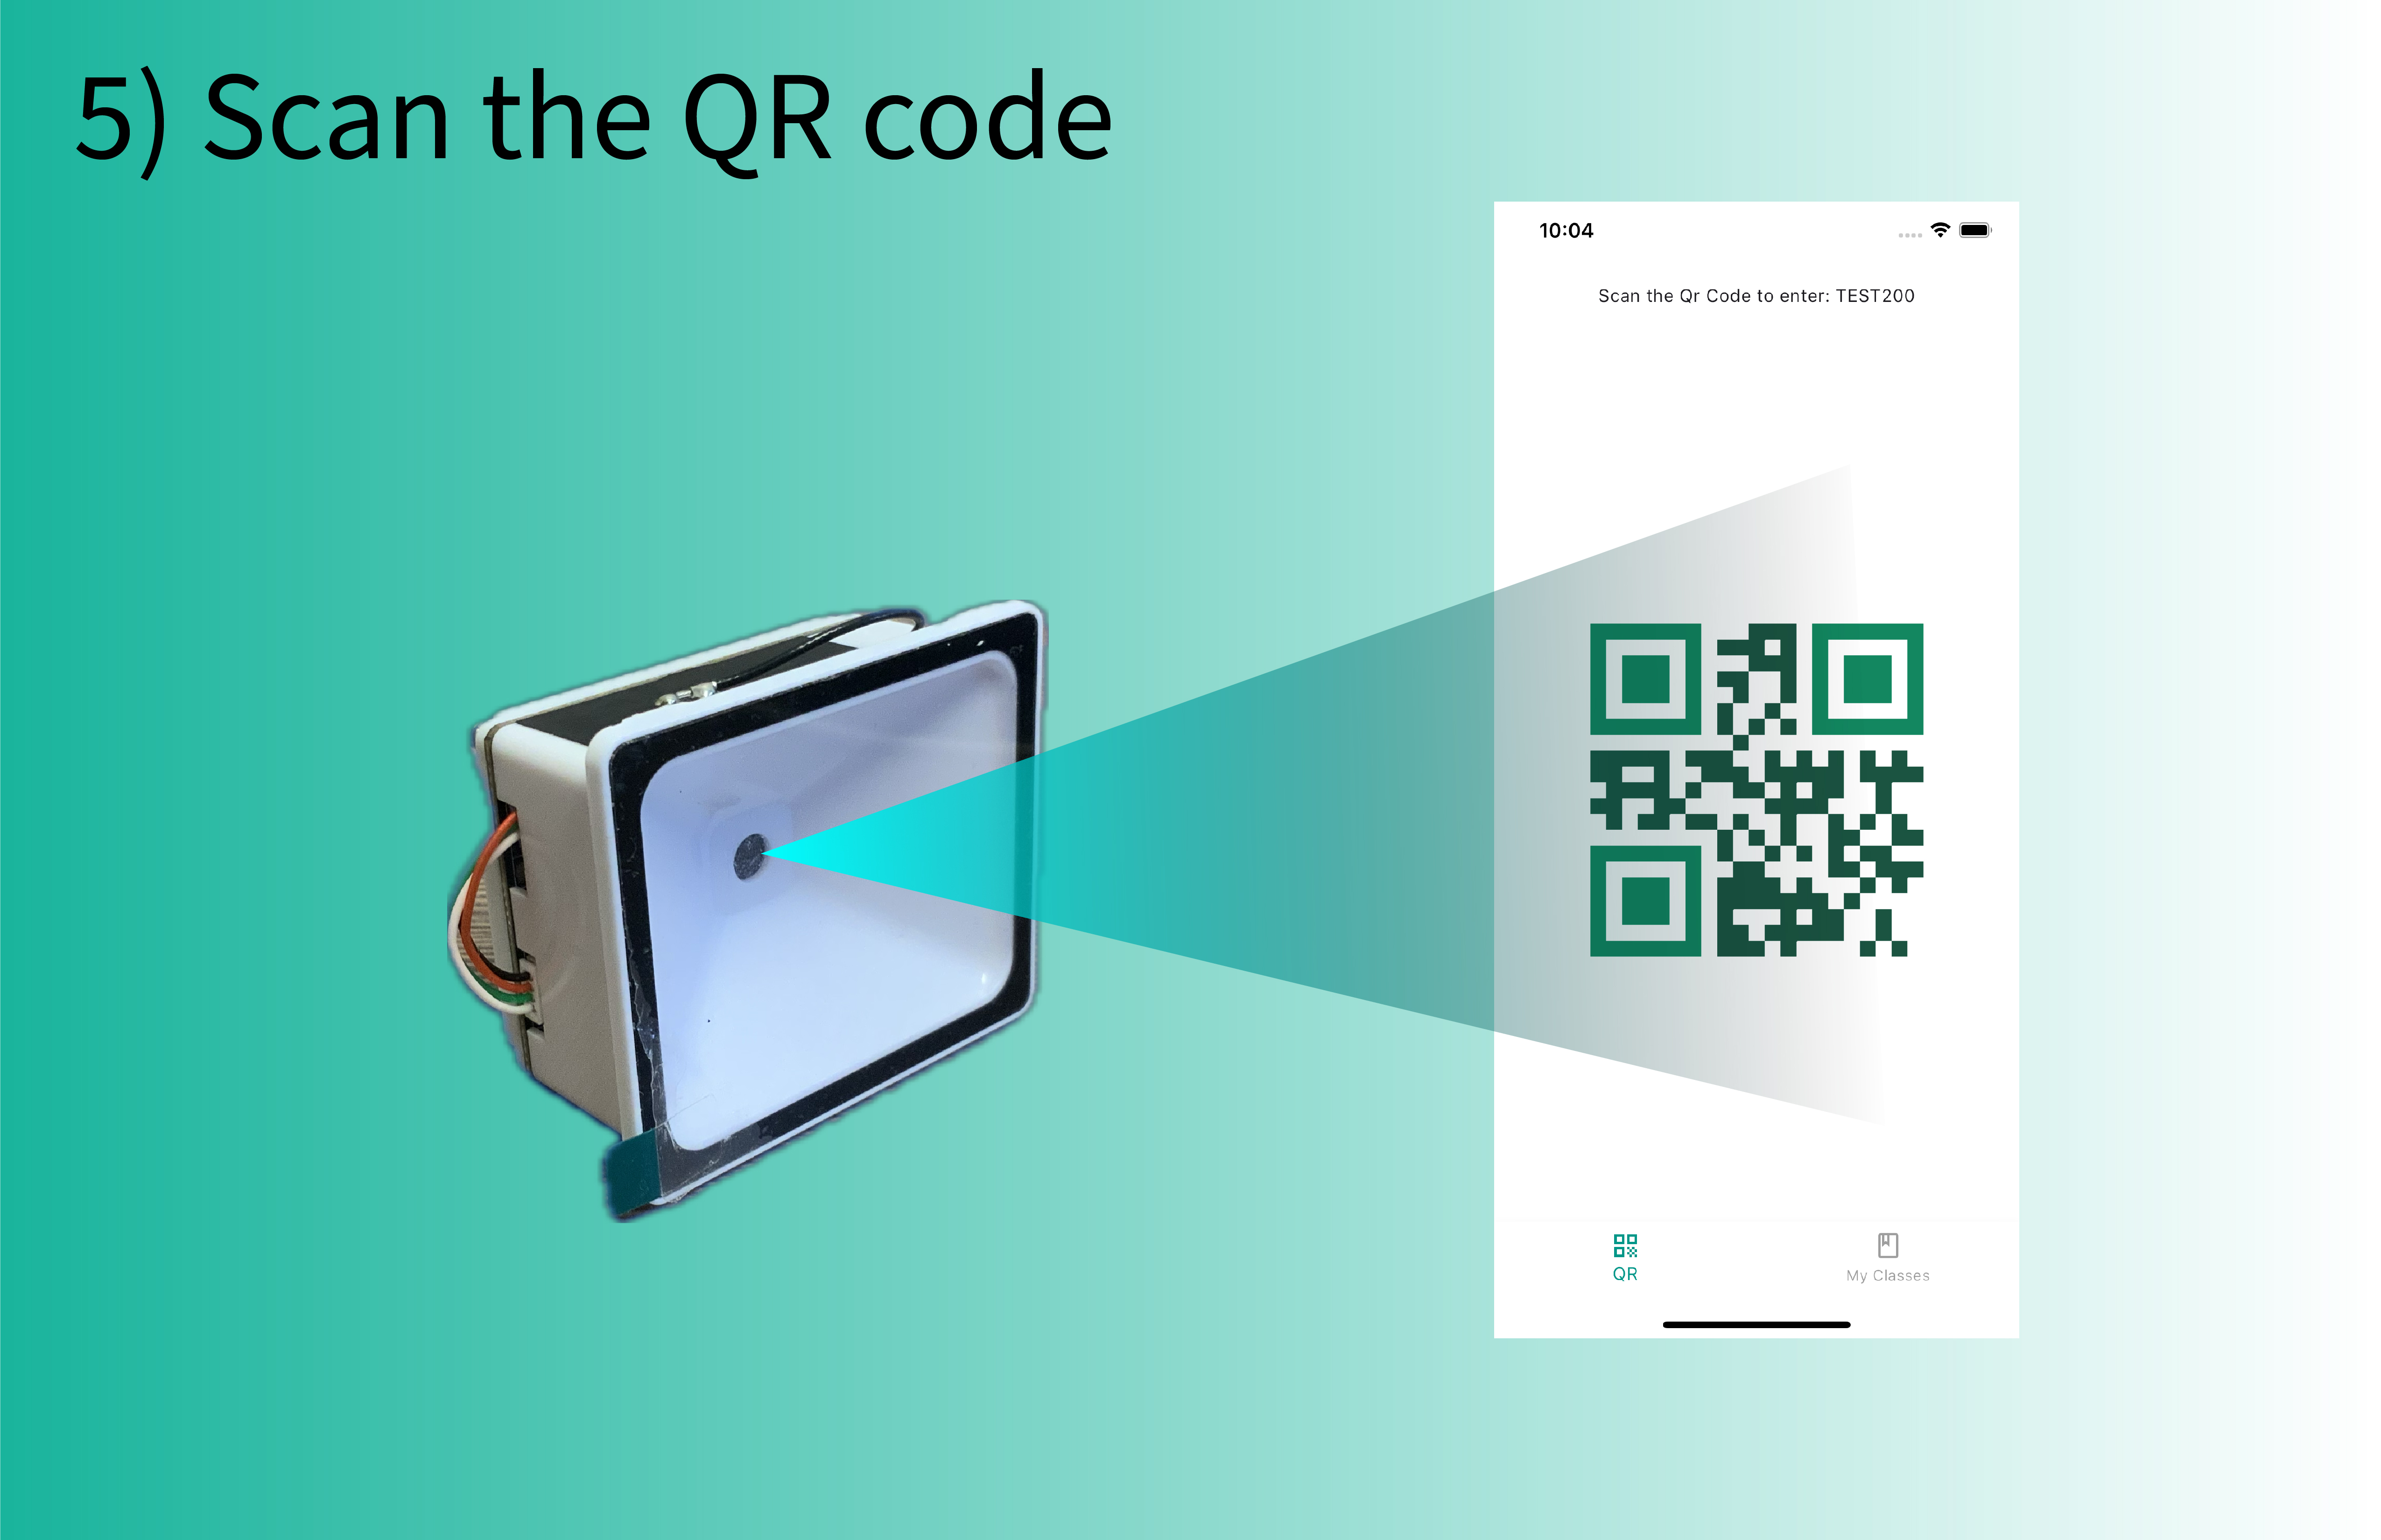 5) Scan the QR code
10:04
Scan the Qr Code to enter: TEST200
QR
My Classes